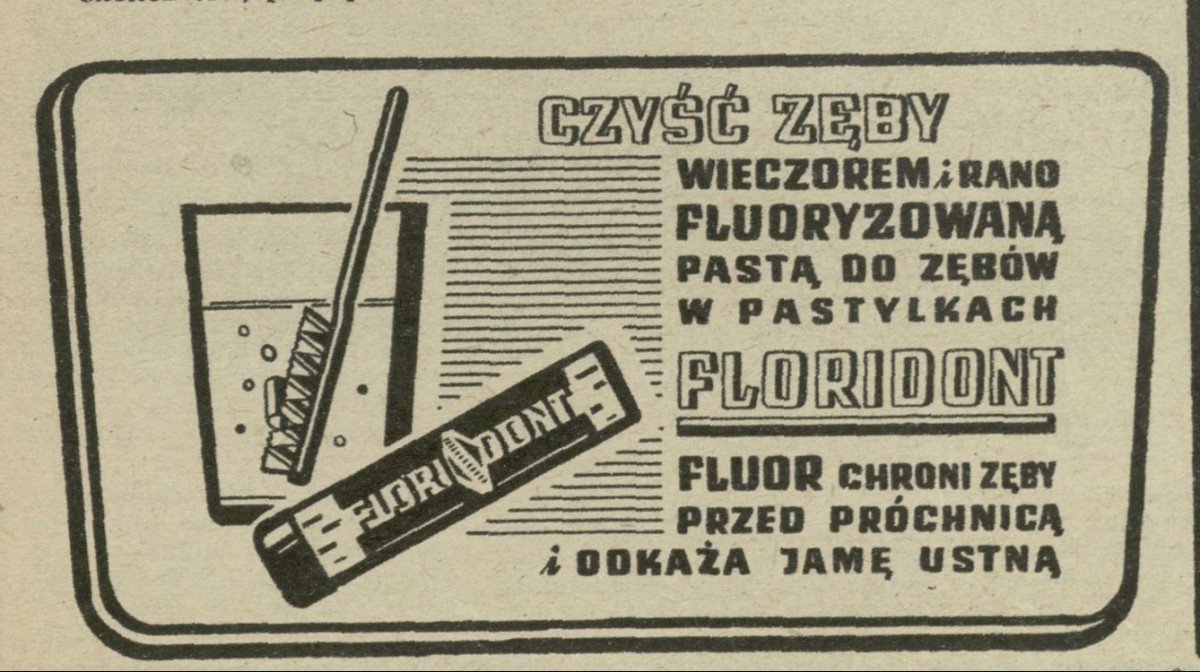 CZYŚĆ ZĘBY
WIECZOREM i RANO
FLUORYZOWANĄ
PASTĄ DO ZĘBÓW
W PASTYLKACH
FLORIDONT
FLUOR CHRONI ZĘBY
PRZED PRÓCHNICĄ
i ODKAŻA JAMĘ USTNĄ
FLORIDONT